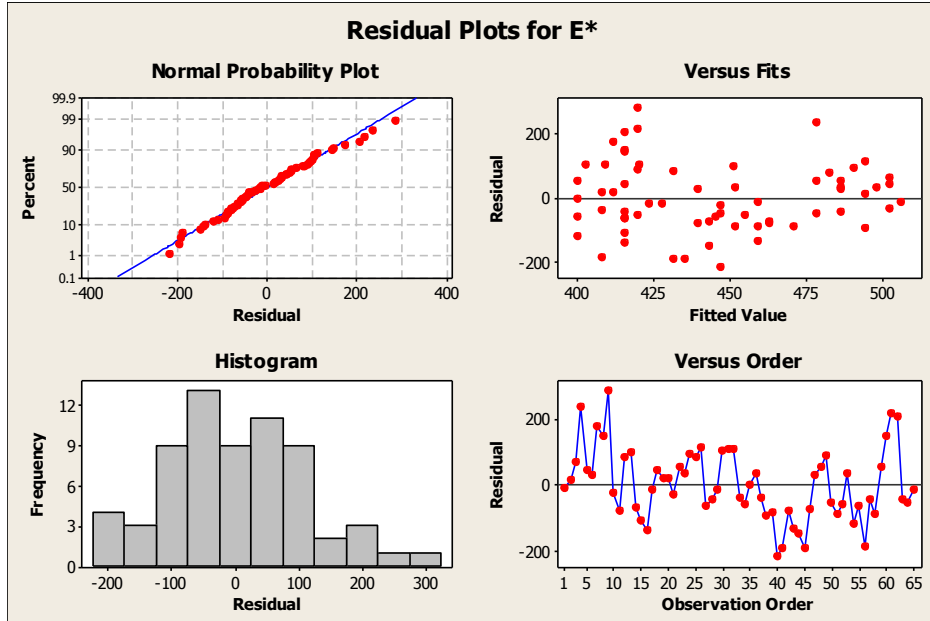 Residual Plots for E*
Normal Probability Plot
Versus Fits
99.9
99
90
50
10
1
0.1
Percent
-400 -200 0 200 400
Residual
200
0
-200
Residual
400 425 450 475 500
Fitted Value
Histogram
Versus Order
12
9
6
3
0
Frequency
-200 -100 0 100 200 300
Residual
200
0
-200
Residual
1 5 10 15 20 25 30 35 40 45 50 55 60 65
Observation Order